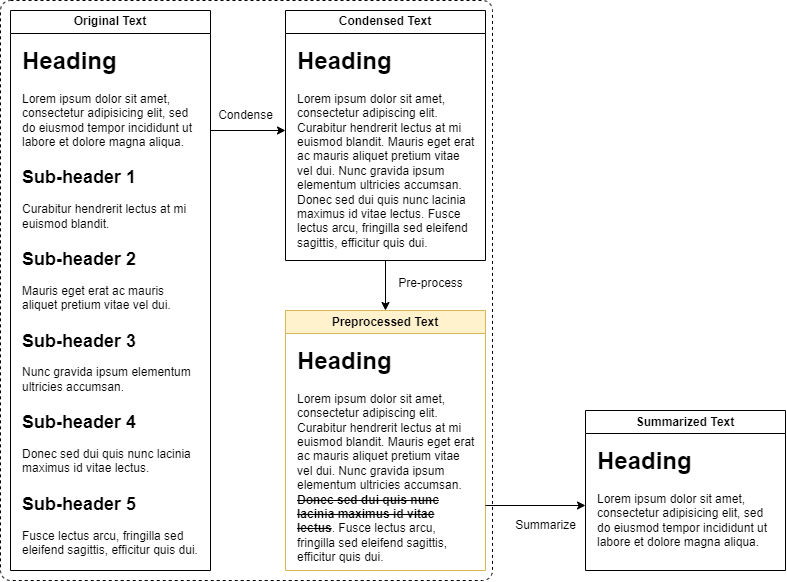 Original Text
Heading
Lorem ipsum dolor sit amet,
consectetur adipisicing elit, sed
do eiusmod tempor incididunt ut
labore et dolore magna aliqua.
Sub-header 1
Curabitur hendrerit lectus at mi
euismod blandit.
Sub-header 2
Mauris eget erat ac mauris
aliquet pretium vitae vel dui.
Sub-header 3
Nunc gravida ipsum elementum
ultricies accumsan.
Sub-header 4
Donec sed dui quis nunc lacinia
maximus id vitae lectus.
Sub-header 5
Fusce lectus arcu, fringilla sed
eleifend sagittis, efficitur quis dui.
Condense
Condensed Text
Heading
Lorem ipsum dolor sit amet,
consectetur adipiscing elit.
Curabitur hendrerit lectus at mi
euismod blandit. Mauris eget erat
ac mauris aliquet pretium vitae
vel dui. Nunc gravida ipsum
elementum ultricies accumsan.
Donec sed dui quis nunc lacinia
maximus id vitae lectus. Fusce
lectus arcu, fringilla sed eleifend
sagittis, efficitur quis dui.
Pre-process
Preprocessed Text
Heading
Lorem ipsum dolor sit amet,
consectetur adipiscing elit.
Curabitur hendrerit lectus at mi
euismod blandit. Mauris eget erat
ac mauris aliquet pretium vitae
vel dui. Nunc gravida ipsum
elementum ultricies accumsan.
Donec sed dui quis nunc
lacinia maximus id vitae
lectus. Fusce lectus arcu,
fringilla sed eleifend sagittis,
efficitur quis dui.
Summarize
Summarized Text
Heading
Lorem ipsum dolor sit amet,
consectetur adipisicing elit, sed
do eiusmod tempor incididunt ut
labore et dolore magna aliqua.